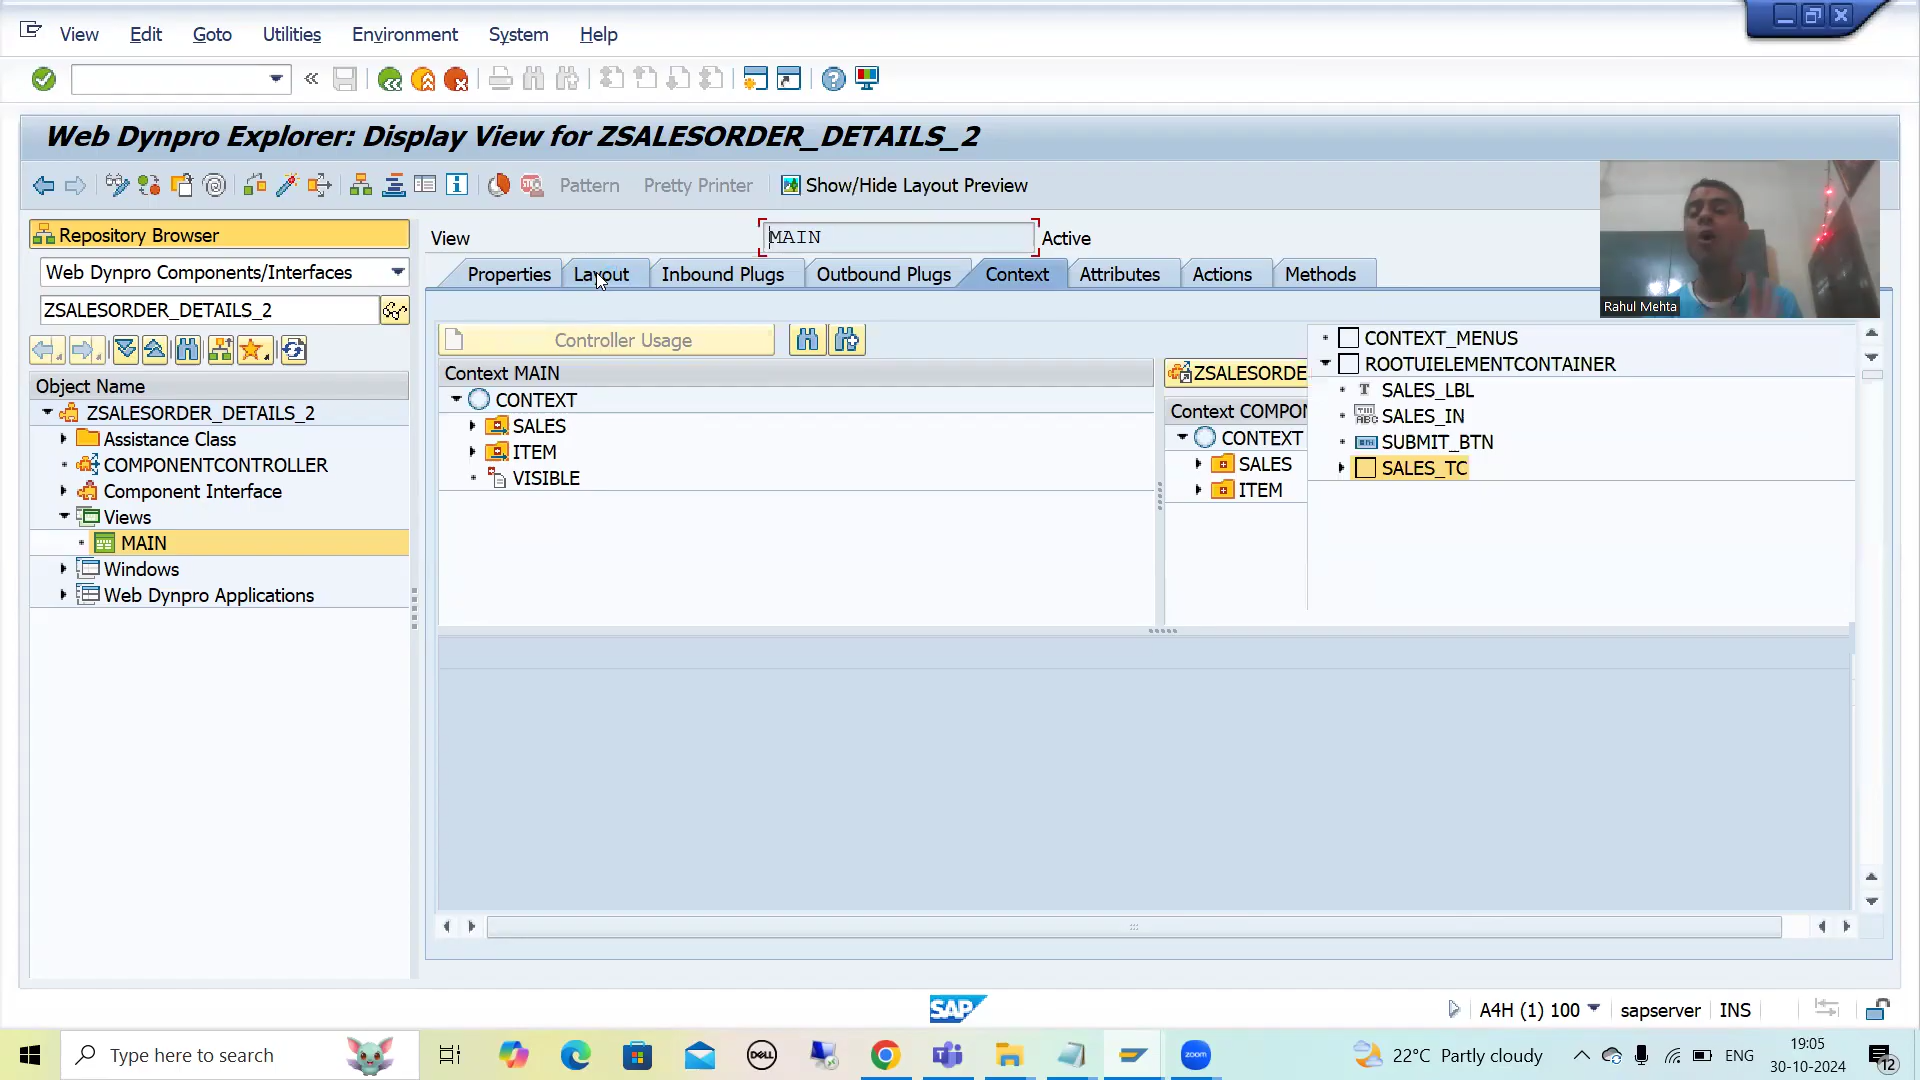 View Edit Goto Utilities Environment System Help
Web Dynpro Explorer: Display View for ZSALESORDER_DETAILS_2
Pattern Pretty Printer Show/Hide Layout Preview
Repository Browser
Web Dynpro Components/Interfaces
ZSALESORDER_DETAILS_2
Object Name
ZSALESORDER_DETAILS_2
Assistance Class
COMPONENTCONTROLLER
Component Interface
Views
MAIN
Windows
Web Dynpro Applications
View MAIN Active
Properties Layout Inbound Plugs Outbound Plugs Context Attributes Actions Methods
Controller Usage
Context MAIN
CONTEXT
SALES
ITEM
VISIBLE
ZSALESORDE
Context COMPON
CONTEXT
SALES
ITEM
CONTEXT_MENUS
ROOTUIELEMENTCONTAINER
SALES_LBL
SALES_IN
SUBMIT_BTN
SALES_TC
Rahul Mehta
SAP
A4H (1) 100 sapserver INS
Type here to search
DELL
zoom
22°C Partly cloudy
ENG
19:05
30-10-2024
12